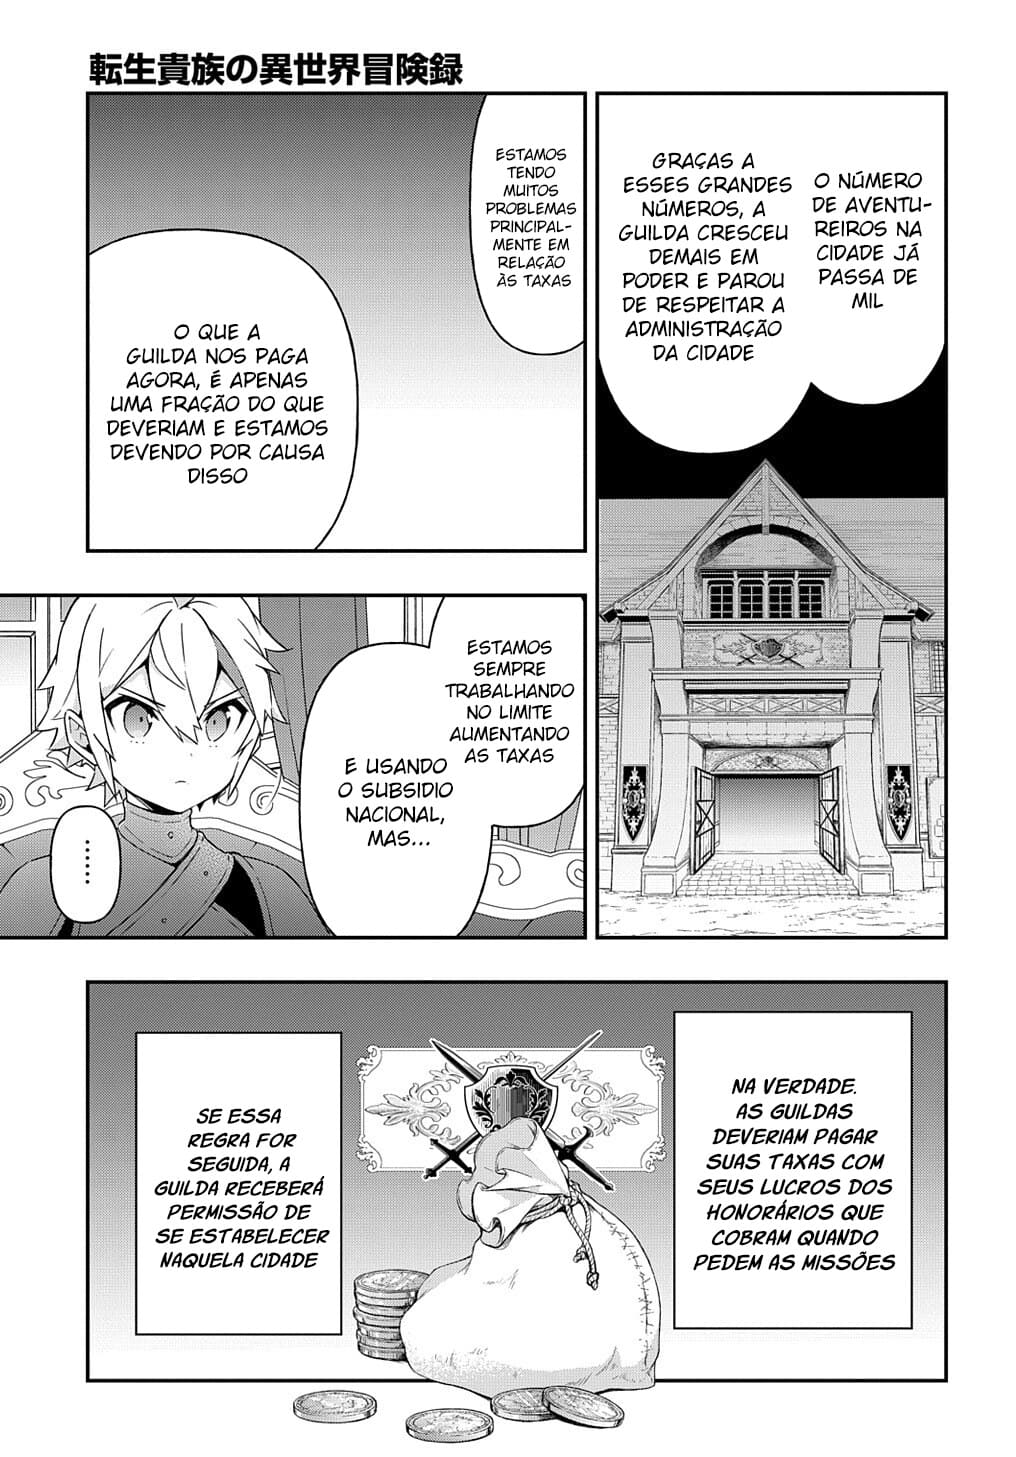 転生貴族の異世界冒険録
O NÚMERO
DE AVENTU-
REIROS NA
CIDADE JÁ
PASSA DE
MIL
GRAÇAS A
ESSES GRANDES
NÚMEROS, A
GUILDA CRESCEU
DEMAIS EM
PODER E PAROU
DE RESPEITAR A
ADMINISTRAÇÃO
DA CIDADE
ESTAMOS
TENDO
MUITOS
PROBLEMAS
PRINCIPAL-
MENTE EM
RELAÇÃO
ÀS TAXAS
O QUE A
GUILDA NOS PAGA
AGORA, É APENAS
UMA FRAÇÃO DO QUE
DEVERIAM E ESTAMOS
DEVENDO POR CAUSA
DISSO
ESTAMOS
SEMPRE
TRABALHANDO
NO LIMITE
AUMENTANDO
AS TAXAS
E USANDO
O SUBSIDIO
NACIONAL,
MAS...
......
NA VERDADE.
AS GUILDAS
DEVERIAM PAGAR
SUAS TAXAS COM
SEUS LUCROS DOS
HONORÁRIOS QUE
COBRAM QUANDO
PEDEM AS MISSÕES
SE ESSA
REGRA FOR
SEGUIDA, A
GUILDA RECEBERÁ
PERMISSÃO DE
SE ESTABELECER
NAQUELA CIDADE